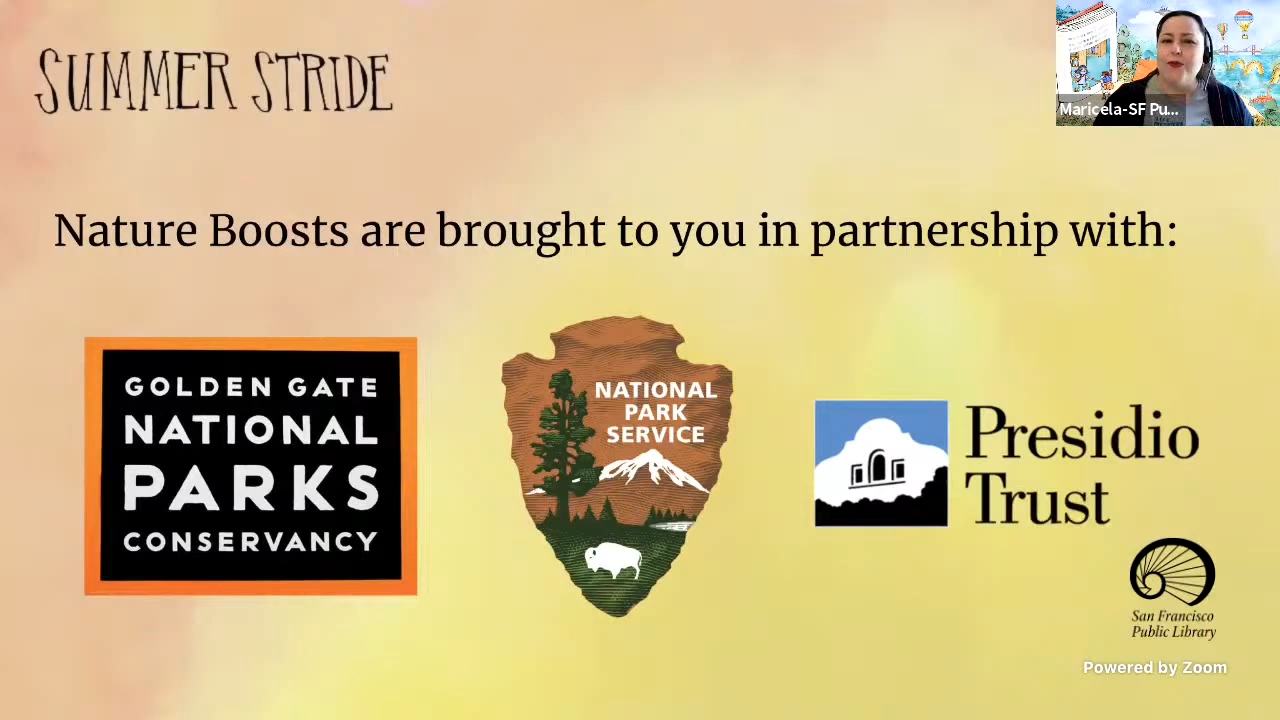 SUMMER STRIDE
Maricela-SF Pu...
Nature Boosts are brought to you in partnership with:
GOLDEN GATE
NATIONAL
PARKS
CONSERVANCY
NATIONAL
PARK
SERVICE
Presidio
Trust
San Francisco
Public Library
Powered by Zoom